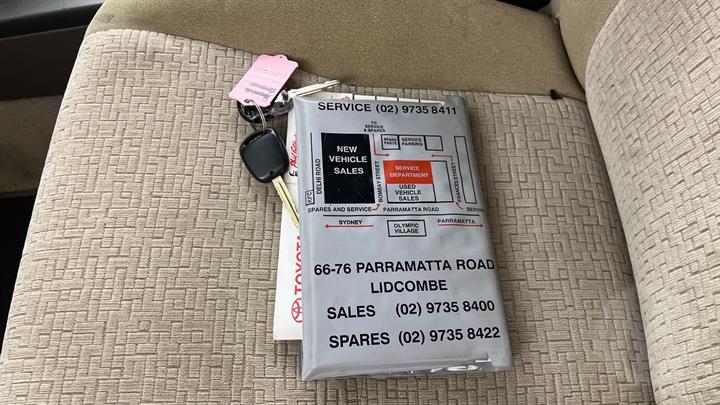 SERVICE (02) 9735 8411
TO
SERVICE
& SPARES
SPARE
PARTS
SERVICE
PARKING
NEW
VEHICLE
SALES
SERVICE
DEPARTMENT
USED
VEHICLE
SALES
DELHI ROAD
BOMBAY STREET
FRANCES STREET
SPARES AND SERVICE
PARRAMATTA ROAD
SERVICE
SYDNEY
OLYMPIC
VILLAGE
PARRAMATTA
66-76 PARRAMATTA ROAD
LIDCOMBE
SALES (02) 9735 8400
SPARES (02) 9735 8422
TOYOTA